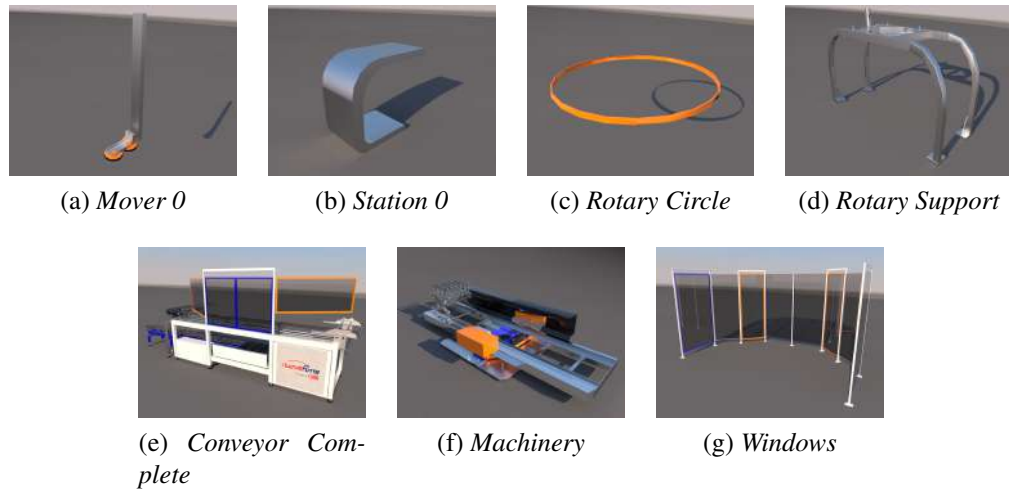 (a) Mover 0
(b) Station 0
(c) Rotary Circle
(d) Rotary Support
(e) Conveyor Com-
plete
(f) Machinery
(g) Windows